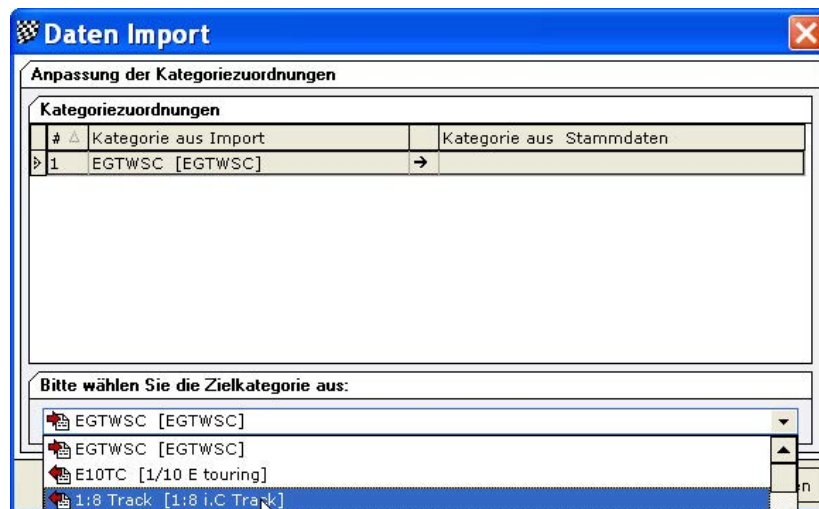 Daten Import
Anpassung der Kategoriezuordnungen
Kategoriezuordnungen
# Kategorie aus Import Kategorie aus Stammdaten
1 EGTWSC [EGTWSC] →
Bitte wählen Sie die Zielkategorie aus:
EGTWSC [EGTWSC]
EGTWSC [EGTWSC]
E10TC [1/10 E touring]
1:8 Track [1:8 i.C Track]